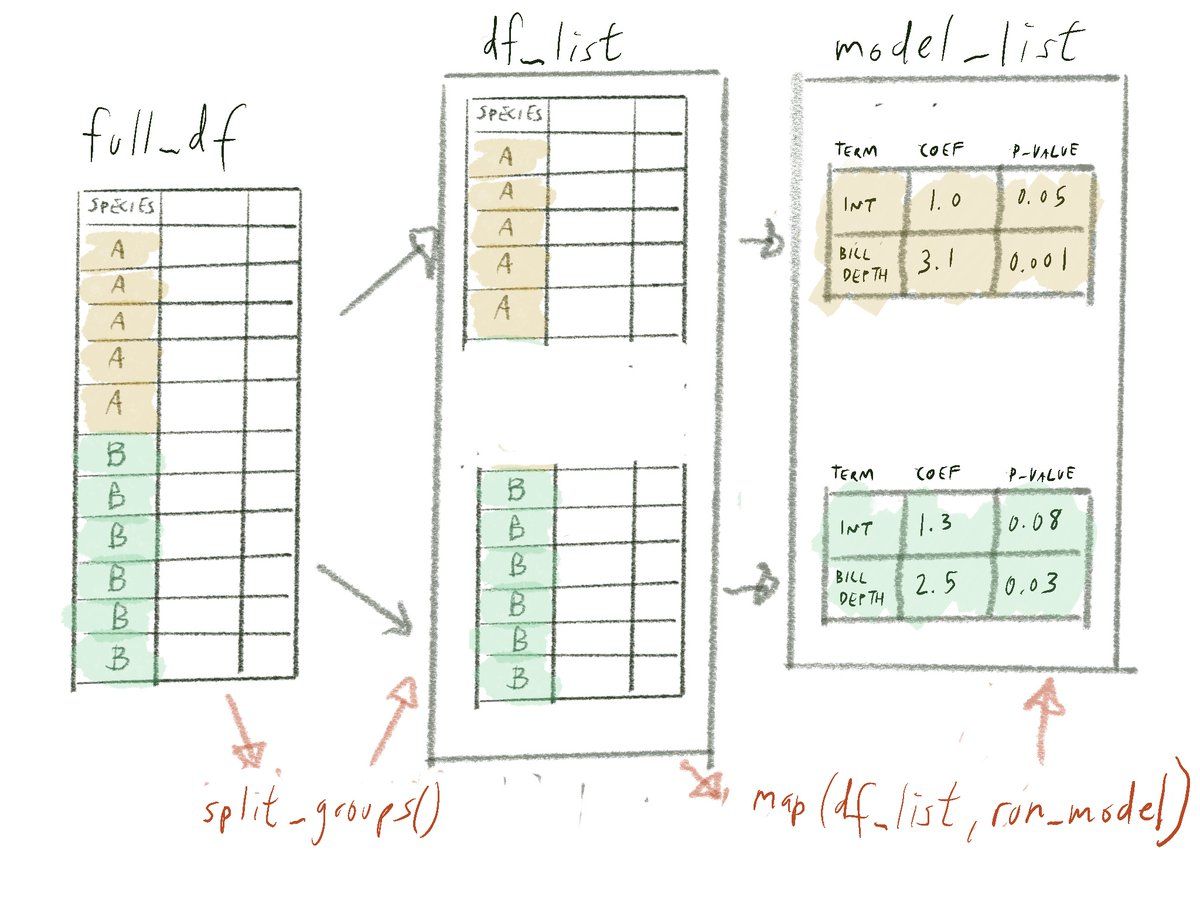 full_df
SPECIES
A
A
A
A
A
B
B
B
B
B
B
df_list
SPECIES
A
A
A
A
A
B
B
B
B
B
B
model_list
TERM COEF P-VALUE
INT 1.0 0.05
BILL DEPTH 3.1 0.001
TERM COEF P-VALUE
INT 1.3 0.08
BILL DEPTH 2.5 0.03
split_groups()
map(df_list, run_model)